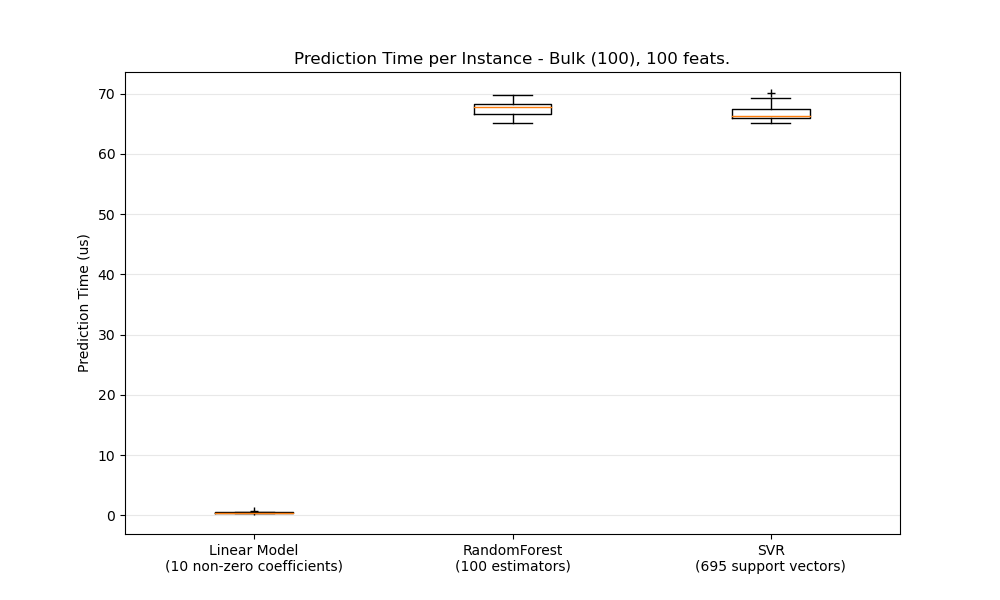 Prediction Time per Instance - Bulk (100), 100 feats.
Prediction Time (us)
70
60
50
40
30
20
10
0
Linear Model
(10 non-zero coefficients)
RandomForest
(100 estimators)
SVR
(695 support vectors)